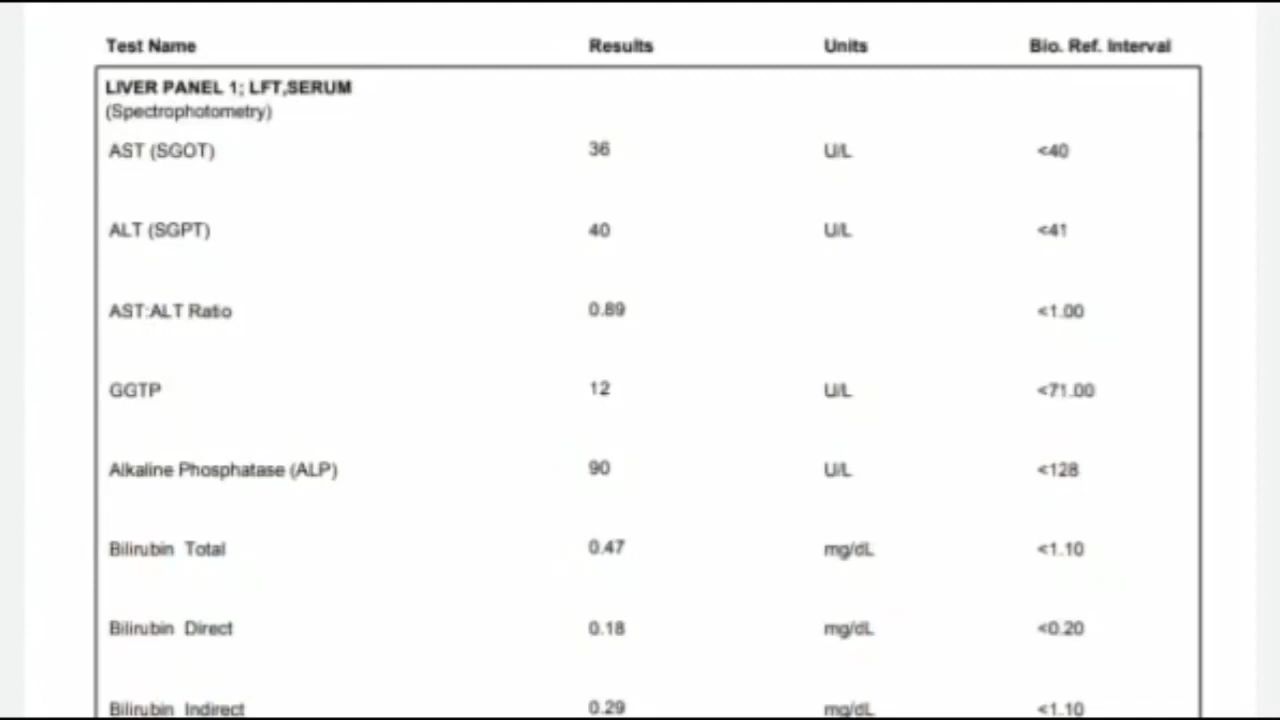 Test Name Results Units Bio. Ref. Interval
LIVER PANEL 1; LFT,SERUM
(Spectrophotometry)
AST (SGOT) 36 U/L <40
ALT (SGPT) 40 U/L <41
AST:ALT Ratio 0.89 <1.00
GGTP 12 U/L <71.00
Alkaline Phosphatase (ALP) 90 U/L <128
Bilirubin Total 0.47 mg/dL <1.10
Bilirubin Direct 0.18 mg/dL <0.20
Bilirubin Indirect 0.29 mg/dL <1.10